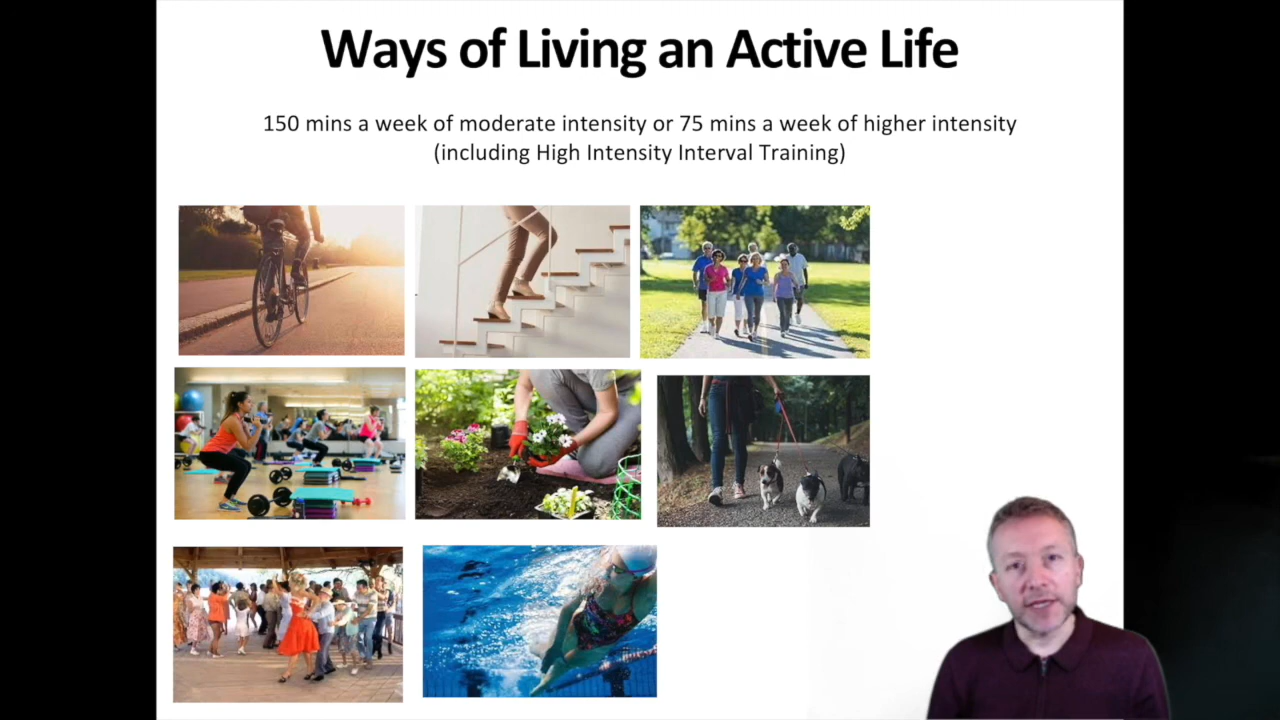 Ways of Living an Active Life
150 mins a week of moderate intensity or 75 mins a week of higher intensity
(including High Intensity Interval Training)